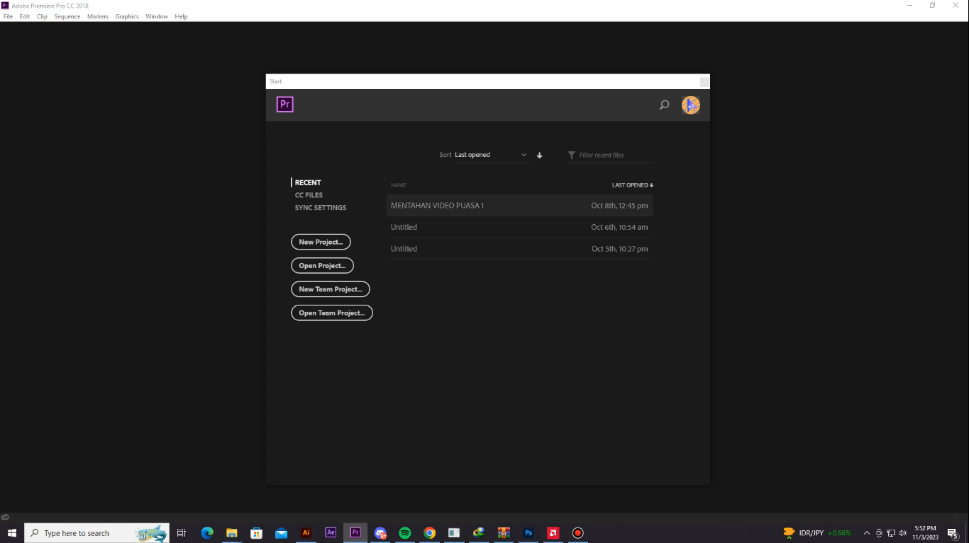 Adobe Premiere Pro CC 2018
File Edit Clip Sequence Markers Graphics Window Help
Start
Pr
Sort Last opened
Filter recent files
RECENT
CC FILES
SYNC SETTINGS
NAME LAST OPENED
MENTAHAN VIDEO PUASA 1 Oct 8th, 12:45 pm
Untitled Oct 6th, 10:54 am
Untitled Oct 5th, 10:27 pm
New Project...
Open Project...
New Team Project...
Open Team Project...
Type here to search
Ai
Ae
Pr
Ps
IDR/JPY +0.66%
5:52 PM
11/3/2023